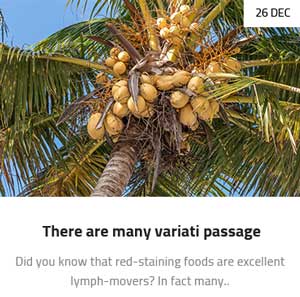 26 DEC
There are many variati passage
Did you know that red-staining foods are excellent
lymph-movers? In fact many..